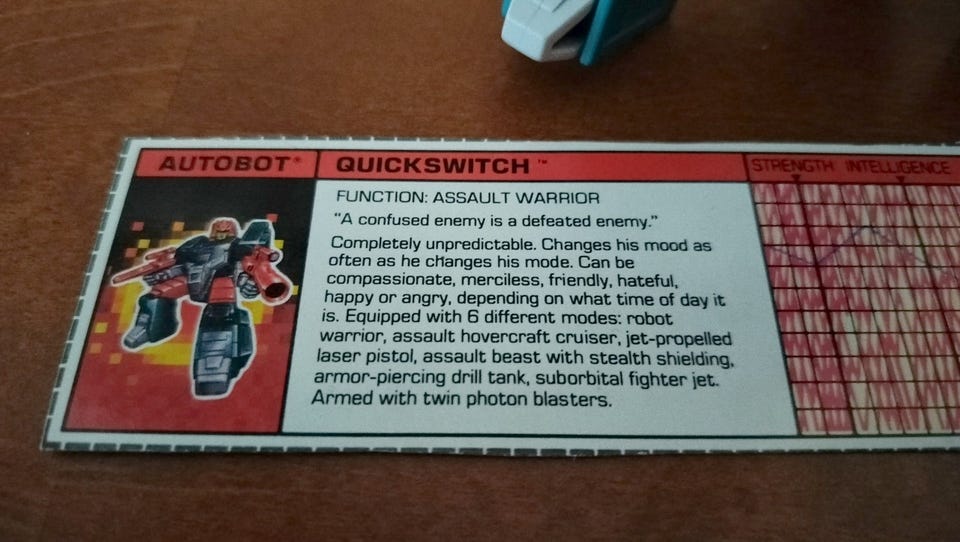 AUTOBOT®
QUICKSWITCH ™
STRENGTH INTELLIGENCE
FUNCTION: ASSAULT WARRIOR
"A confused enemy is a defeated enemy."
Completely unpredictable. Changes his mood as
often as he changes his mode. Can be
compassionate, merciless, friendly, hateful,
happy or angry, depending on what time of day it
is. Equipped with 6 different modes: robot
warrior, assault hovercraft cruiser, jet-propelled
laser pistol, assault beast with stealth shielding,
armor-piercing drill tank, suborbital fighter jet.
Armed with twin photon blasters.